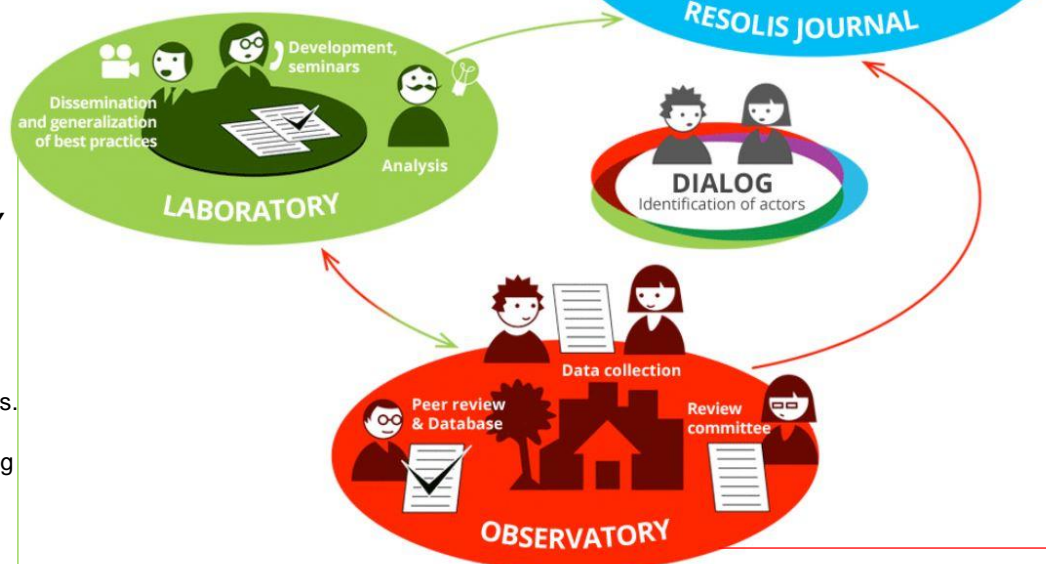 RESOLIS JOURNAL
Development,
seminars
Dissemination
and generalization
of best practices
Analysis
LABORATORY
DIALOG
Identification of actors
Data collection
Peer review
& Database
Review
committee
OBSERVATORY
s.
g